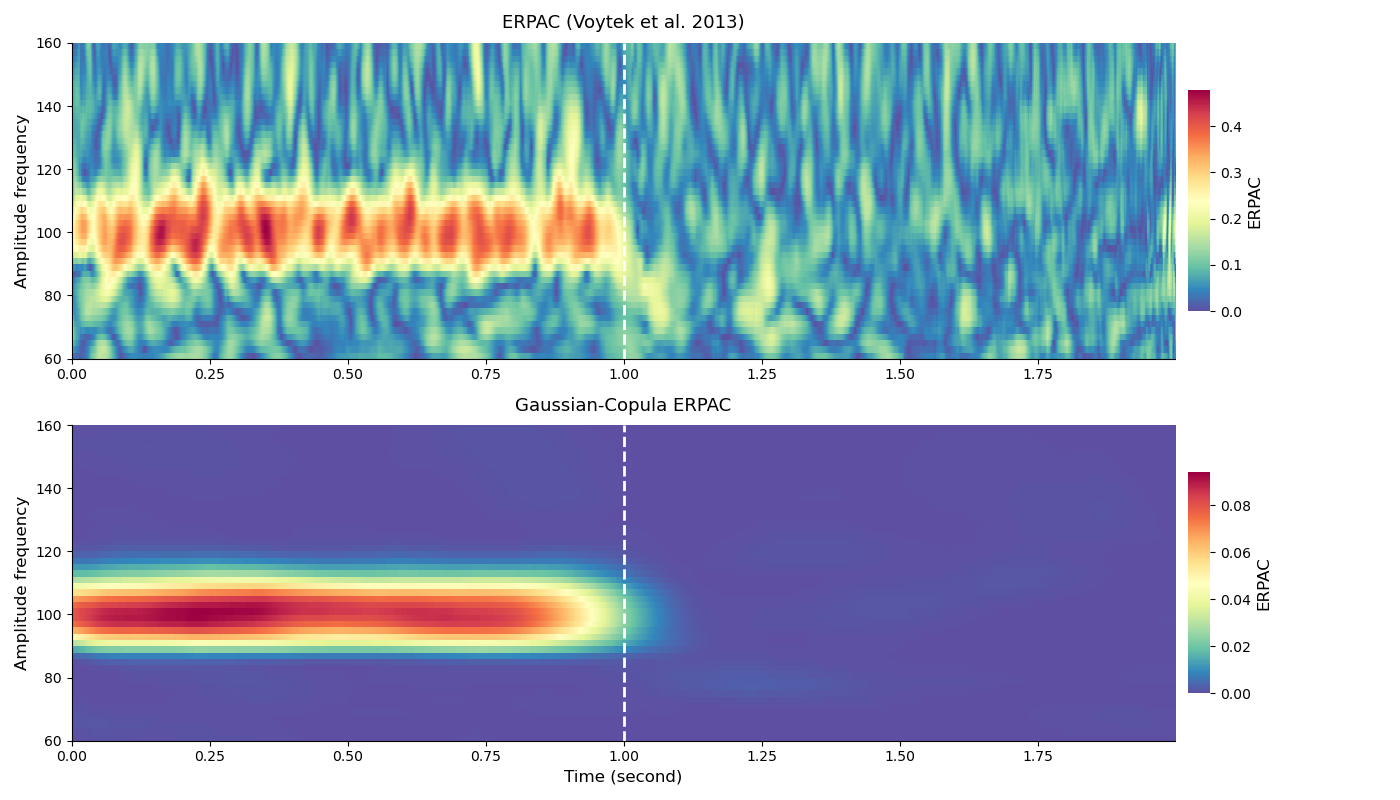 ERPAC (Voytek et al. 2013)
160
140
120
100
80
60
Amplitude frequency
0.00 0.25 0.50 0.75 1.00 1.25 1.50 1.75
0.4
0.3
0.2
0.1
0.0
ERPAC
Gaussian-Copula ERPAC
160
140
120
100
80
60
Amplitude frequency
0.00 0.25 0.50 0.75 1.00 1.25 1.50 1.75
Time (second)
0.08
0.06
0.04
0.02
0.00
ERPAC